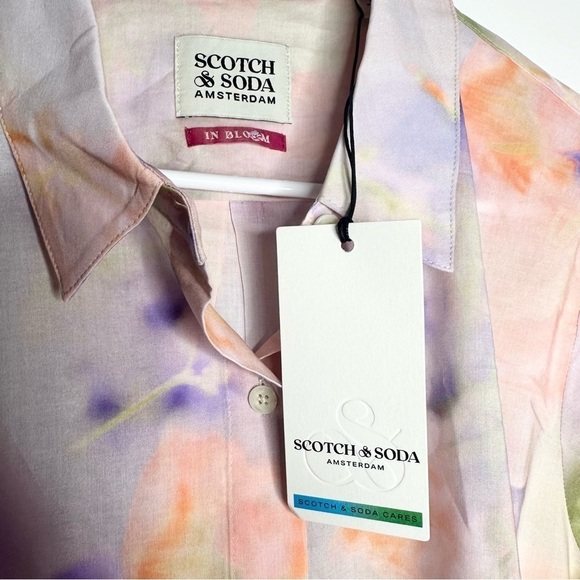 SCOTCH
& SODA
AMSTERDAM
IN BLOOM
SCOTCH & SODA
AMSTERDAM
SCOTCH & SODA CARES